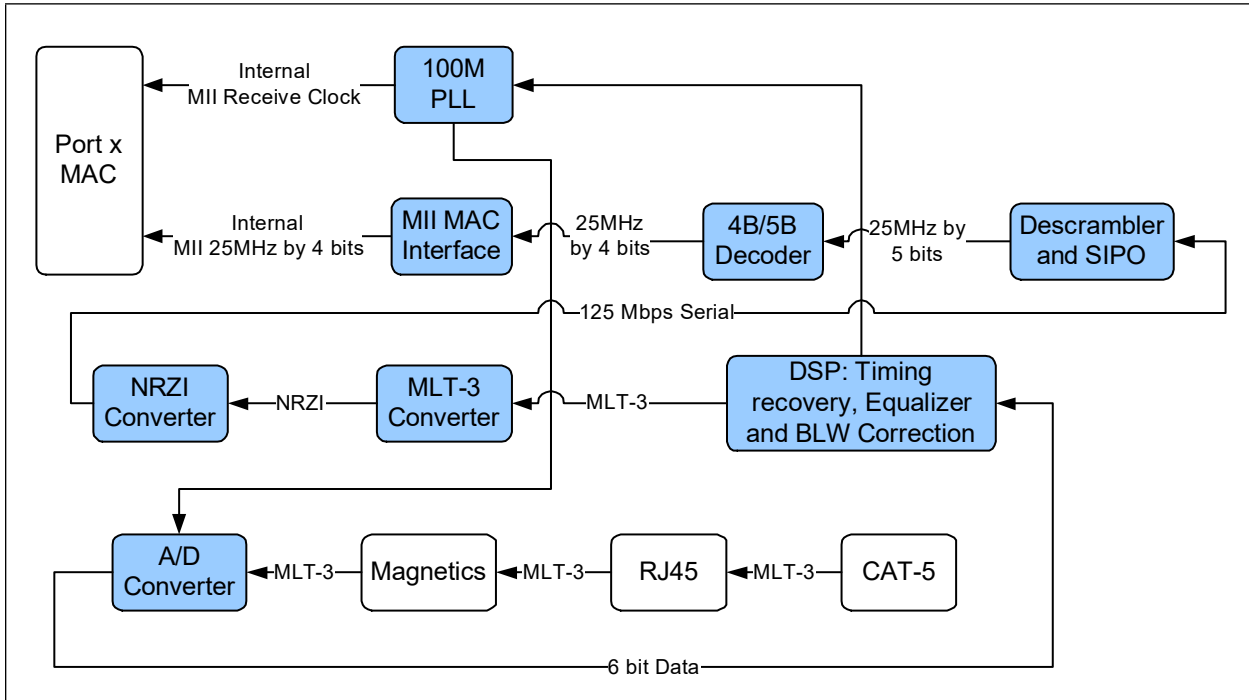 Internal
MII Receive Clock
100M
PLL
Port x
MAC
Internal
MII 25MHz by 4 bits
MII MAC
Interface
25MHz
by 4 bits
4B/5B
Decoder
25MHz by
5 bits
Descrambler
and SIPO
125 Mbps Serial
NRZI
Converter
NRZI
MLT-3
Converter
MLT-3
DSP: Timing
recovery, Equalizer
and BLW Correction
A/D
Converter
MLT-3
Magnetics
MLT-3
RJ45
MLT-3
CAT-5
6 bit Data